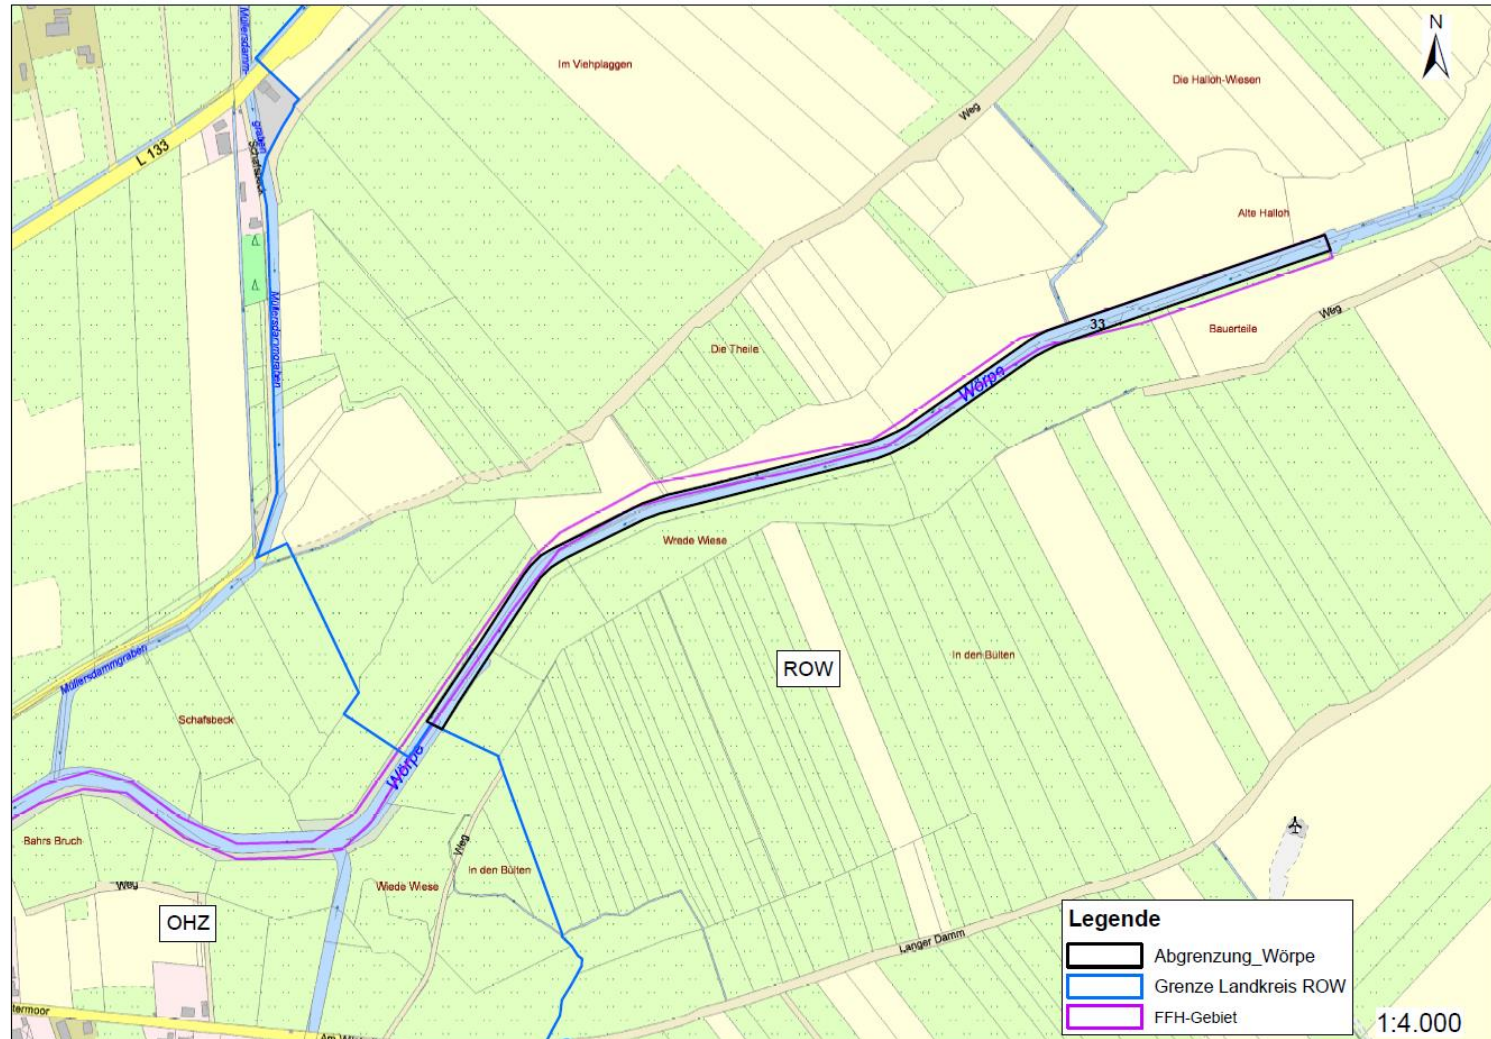 N
Müllersdamm-
graben
Schafsbeck
L 133
Im Viehplaggen
Die Halloh-Wiesen
Weg
Alte Halloh
Müllersdammgraben
33
Weg
Bauerteile
Die Theile
Wörpe
Wrede Wiese
ROW
In den Bülten
Müllersdammgraben
Schafsbeck
Wörpe
Bahrs Bruch
Weg
Weg
In den Bülten
Wiede Wiese
OHZ
Langer Damm
termoor
Legende
Abgrenzung_Wörpe
Grenze Landkreis ROW
FFH-Gebiet
1:4.000